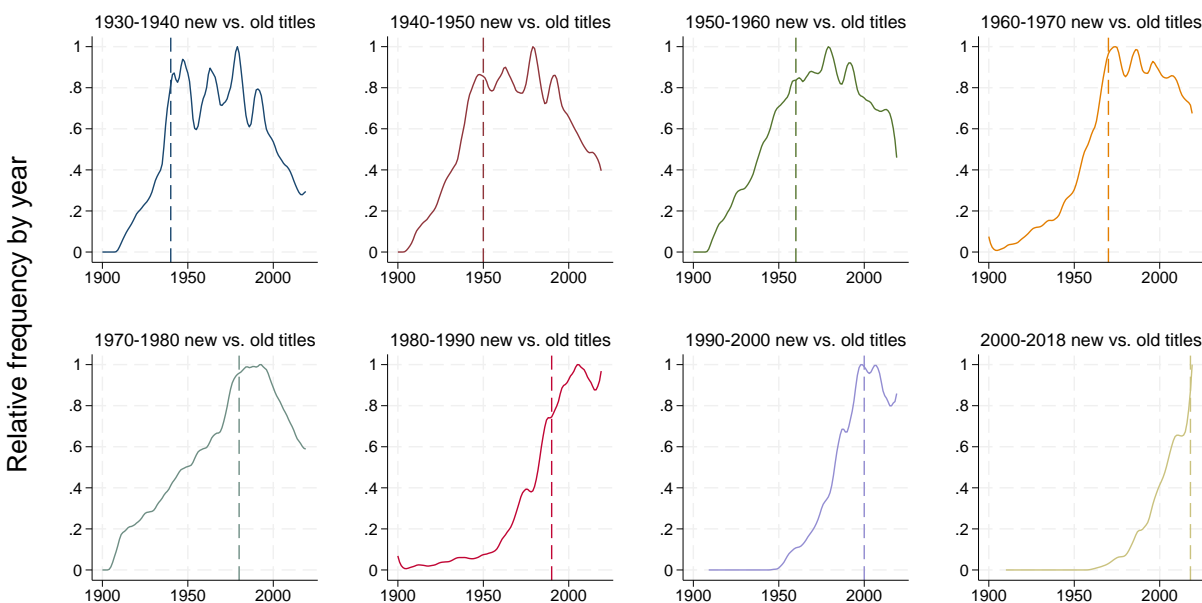 Relative frequency by year
1930-1940 new vs. old titles
1
.8
.6
.4
.2
0
1900 1950 2000
1940-1950 new vs. old titles
1
.8
.6
.4
.2
0
1900 1950 2000
1950-1960 new vs. old titles
1
.8
.6
.4
.2
0
1900 1950 2000
1960-1970 new vs. old titles
1
.8
.6
.4
.2
0
1900 1950 2000
1970-1980 new vs. old titles
1
.8
.6
.4
.2
0
1900 1950 2000
1980-1990 new vs. old titles
1
.8
.6
.4
.2
0
1900 1950 2000
1990-2000 new vs. old titles
1
.8
.6
.4
.2
0
1900 1950 2000
2000-2018 new vs. old titles
1
.8
.6
.4
.2
0
1900 1950 2000